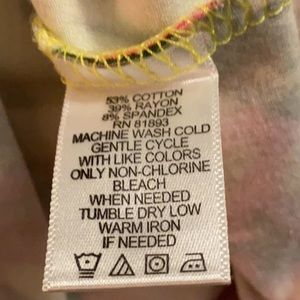 53% COTTON
39% RAYON
8% SPANDEX
RN 81893
MACHINE WASH COLD
GENTLE CYCLE
WITH LIKE COLORS
ONLY NON-CHLORINE
BLEACH
WHEN NEEDED
TUMBLE DRY LOW
WARM IRON
IF NEEDED